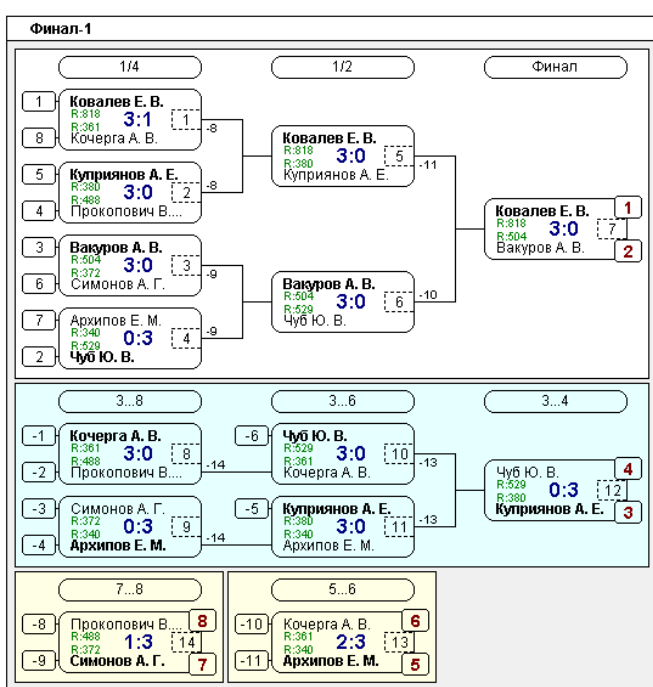 Финал-1
1/4 1/2 Финал
1 Ковалев Е. В.
R:818 3:1 1 -8
R:361
8 Кочерга А. В.
Ковалев Е. В.
R:818 3:0 5 -11
R:380
Куприянов А. Е.
5 Куприянов А. Е.
R:380 3:0 2 -8
R:488
4 Прокопович В....
Ковалев Е. В. 1
R:818 3:0 7
R:504
Вакуров А. В. 2
3 Вакуров А. В.
R:504 3:0 3 -9
R:372
6 Симонов А. Г.
Вакуров А. В.
R:504 3:0 6 -10
R:529
Чуб Ю. В.
7 Архипов Е. М.
R:340 0:3 4 -9
R:529
2 Чуб Ю. В.
3...8 3...6 3...4
-1 Кочерга А. В.
R:361 3:0 8 -14
R:488
-2 Прокопович В....
-6 Чуб Ю. В.
R:529 3:0 10 -13
R:361
Кочерга А. В.
Чуб Ю. В. 4
R:529 0:3 12
R:380
Куприянов А. Е. 3
-3 Симонов А. Г.
R:372 0:3 9 -14
R:340
-4 Архипов Е. М.
-5 Куприянов А. Е.
R:380 3:0 11 -13
R:340
Архипов Е. М.
7...8 5...6
-8 Прокопович В.... 8
R:488 1:3 14
R:372
-9 Симонов А. Г. 7
-10 Кочерга А. В. 6
R:361 2:3 13
R:340
-11 Архипов Е. М. 5